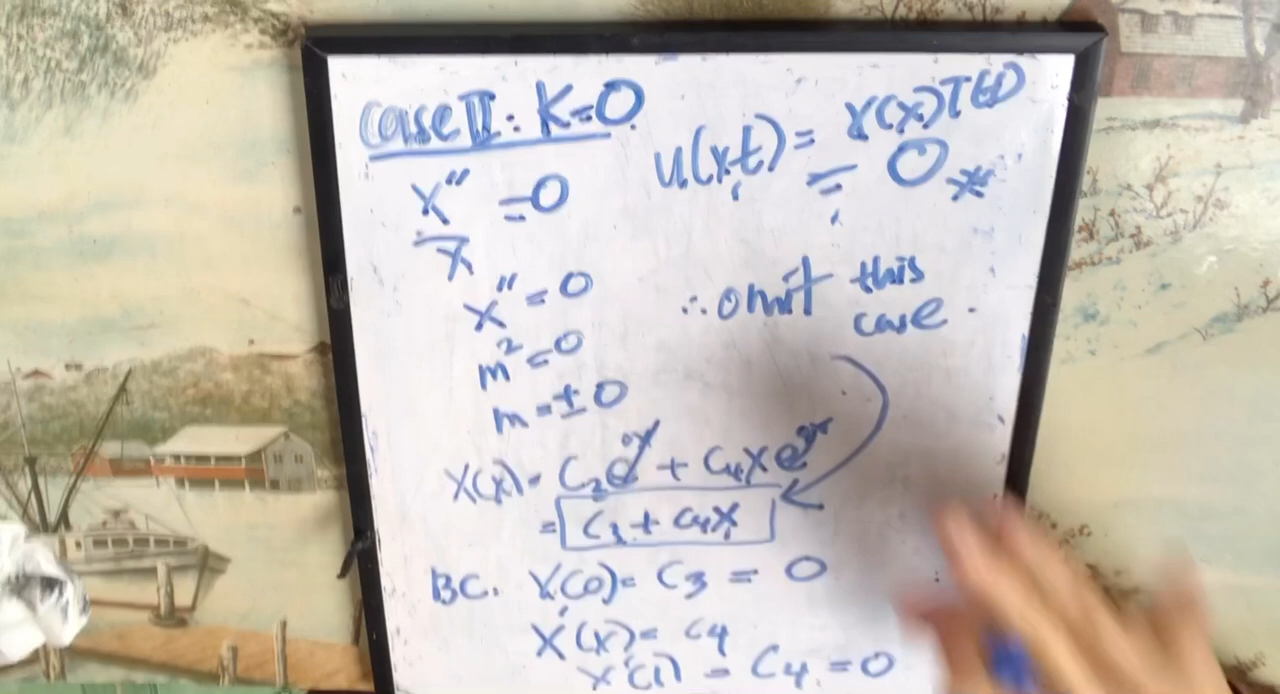 Case II: K=0
X''/X = 0
X'' = 0
m² = 0
m = ± 0
X(x) = C₃e⁰ˣ + C₄xe⁰ˣ
= C₃ + C₄x
BC. X(0) = C₃ = 0
X'(x) = C₄
X'(1) = C₄ = 0
u(x,t) = X(x)T(t)
= 0 *
∴ omit this
case.